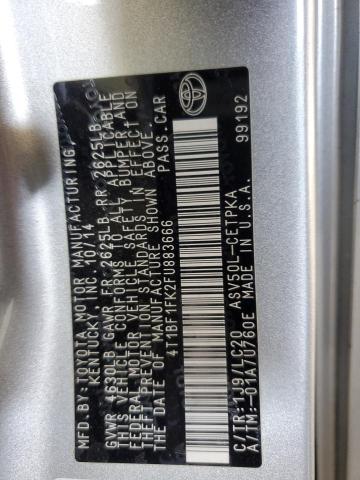 MFD BY: TOYOTA MOTOR MANUFACTURING
KENTUCKY INC. 10/14
GVWR 4630LB GAWR FR 2625LB RR 2625LB
THIS VEHICLE CONFORMS TO ALL APPLICABLE
FEDERAL MOTOR VEHICLE SAFETY, BUMPER, AND
THEFT PREVENTION STANDARDS IN EFFECT ON
THE DATE OF MANUFACTURE SHOWN ABOVE.
4T1BF1FK2FU883666 PASS.CAR
C/TR: 1J9/LC20 ASV50L-CETPKA
A/TM: -01A/U760E MADE IN U.S.A.
99192